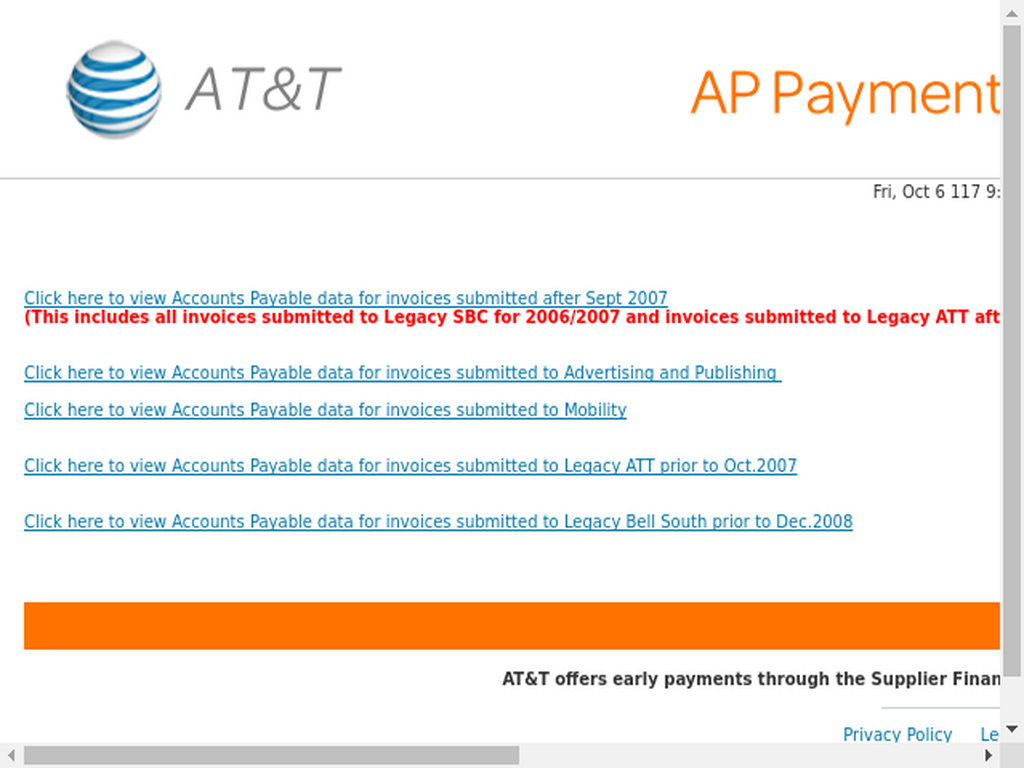 AT&T
AP Payment
Fri, Oct 6 117 9:
Click here to view Accounts Payable data for invoices submitted after Sept 2007
(This includes all invoices submitted to Legacy SBC for 2006/2007 and invoices submitted to Legacy ATT aft
Click here to view Accounts Payable data for invoices submitted to Advertising and Publishing
Click here to view Accounts Payable data for invoices submitted to Mobility
Click here to view Accounts Payable data for invoices submitted to Legacy ATT prior to Oct.2007
Click here to view Accounts Payable data for invoices submitted to Legacy Bell South prior to Dec.2008
AT&T offers early payments through the Supplier Finan
Privacy Policy Le